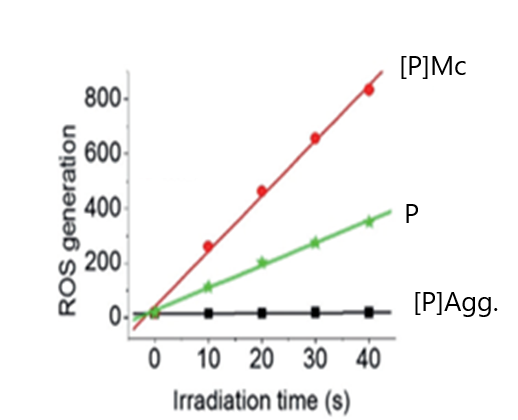 [P]Mc
800
600
P
400
200
[P]Agg.
0
ROS generation
0 10 20 30 40
Irradiation time (s)